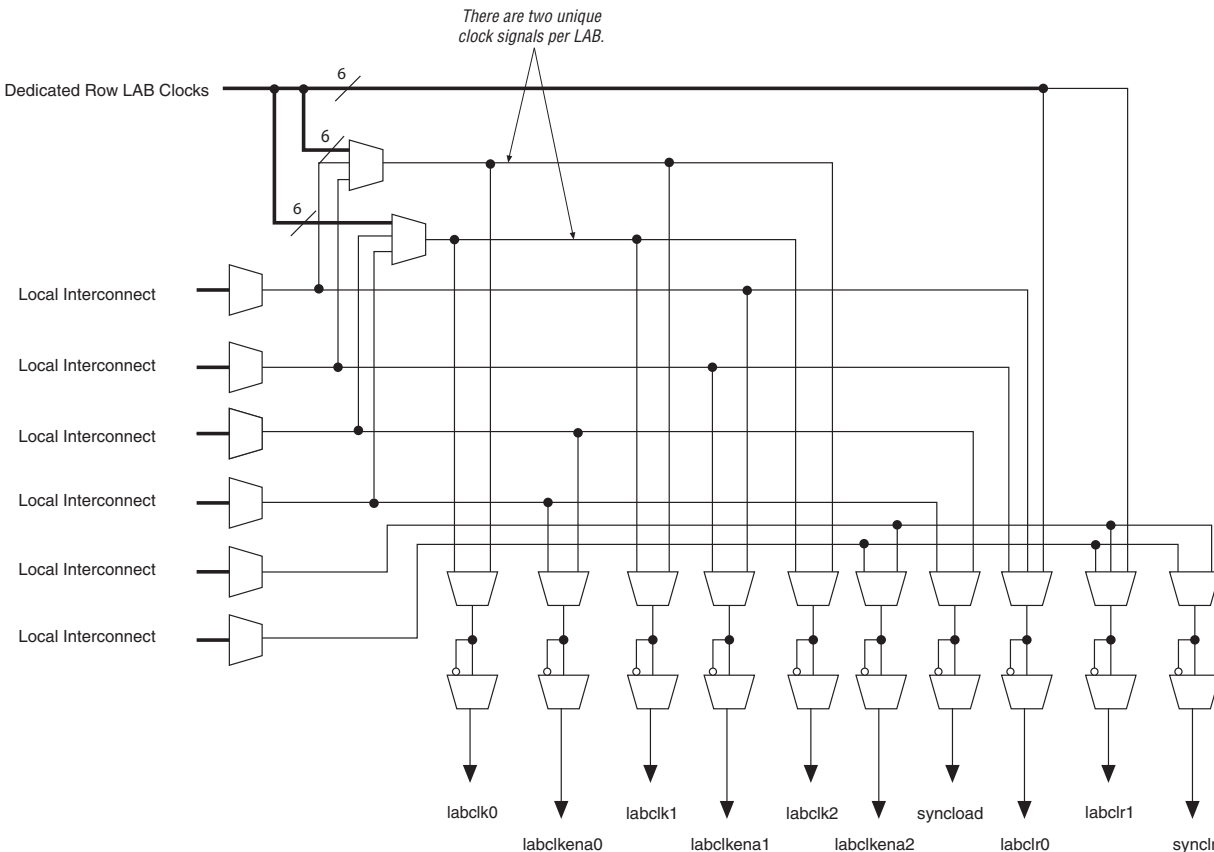 There are two unique
clock signals per LAB.
Dedicated Row LAB Clocks
6
6
6
Local Interconnect
Local Interconnect
Local Interconnect
Local Interconnect
Local Interconnect
Local Interconnect
labclk0
labclk1
labclk2
syncload
labclr1
labclkena0
labclkena1
labclkena2
labclr0
synclr